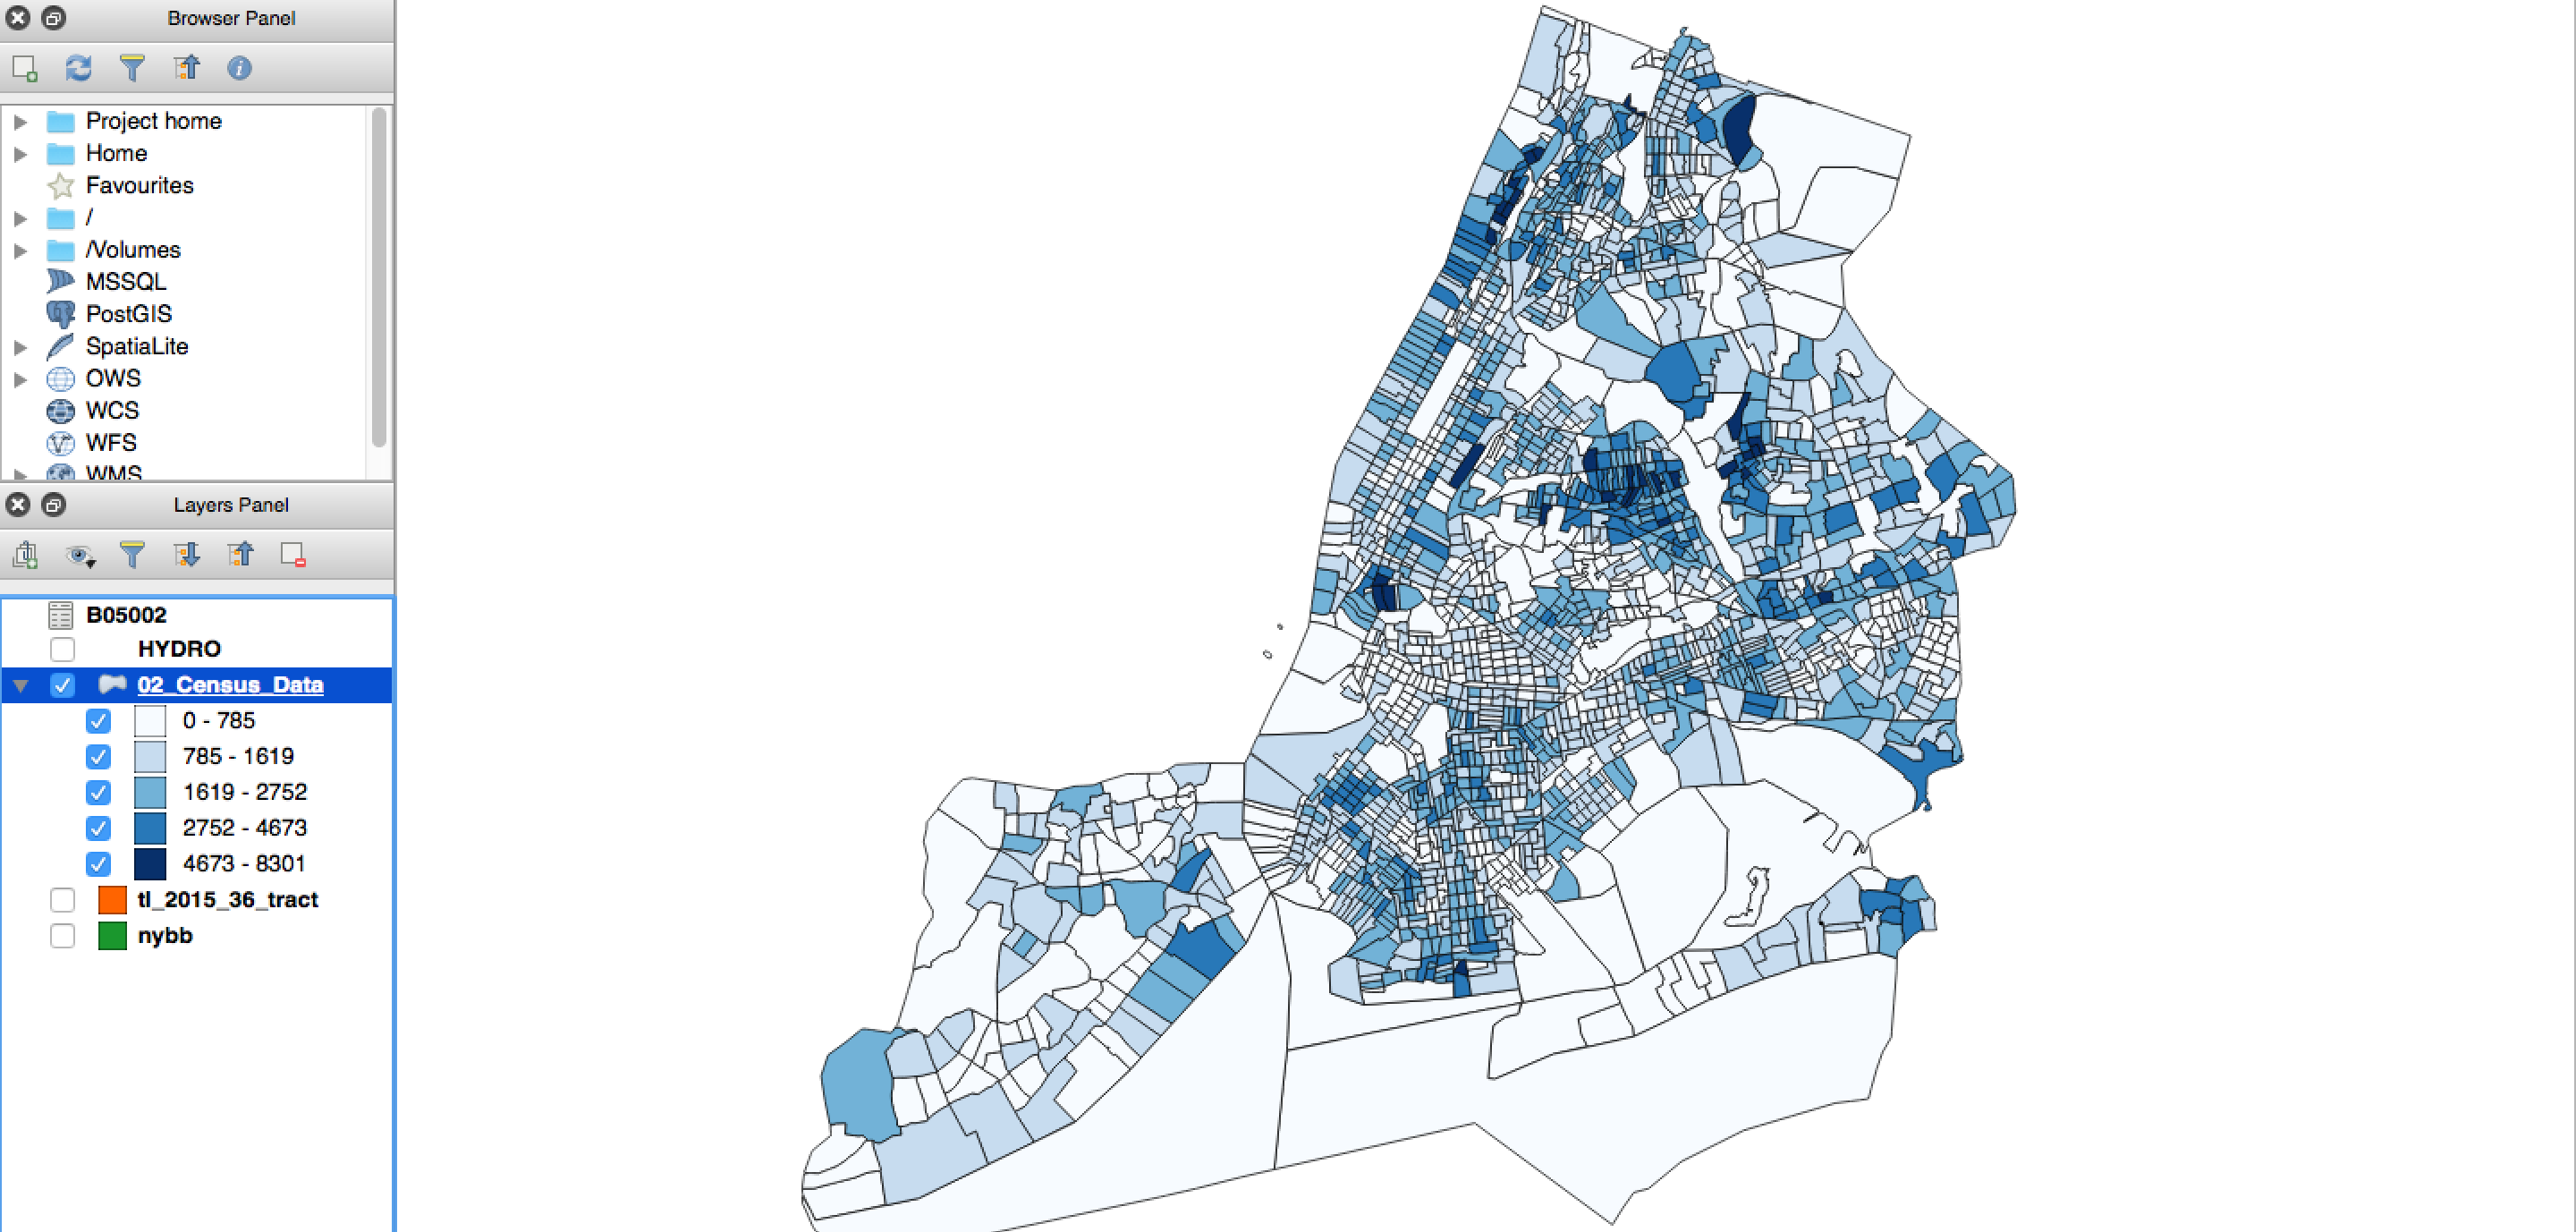 Browser Panel
Project home
Home
Favourites
/
/Volumes
MSSQL
PostGIS
SpatiaLite
OWS
WCS
WFS
WMS
Layers Panel
B05002
HYDRO
02_Census_Data
0 - 785
785 - 1619
1619 - 2752
2752 - 4673
4673 - 8301
tl_2015_36_tract
nybb